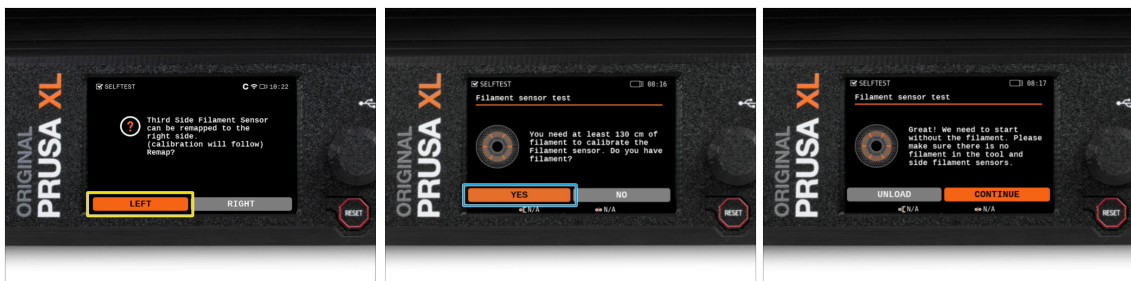 ORIGINAL
PRUSA XL
SELFTEST
10:22
Third Side Filament Sensor
can be remapped to the
right side.
(calibration will follow)
Remap?
LEFT
RIGHT
RESET
ORIGINAL
PRUSA XL
SELFTEST
08:16
Filament sensor test
You need at least 130 cm of
filament to calibrate the
Filament sensor. Do you have
filament?
YES
NO
N/A
N/A
RESET
ORIGINAL
PRUSA XL
SELFTEST
08:17
Filament sensor test
Great! We need to start
without the filament. Please
make sure there is no
filament in the tool and
side filament sensors.
UNLOAD
CONTINUE
N/A
N/A
RESET